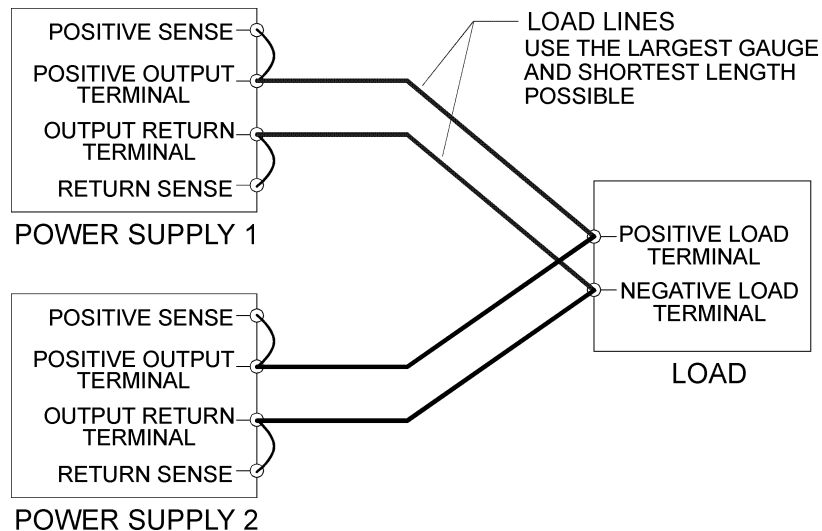 POSITIVE SENSE
POSITIVE OUTPUT
TERMINAL
OUTPUT RETURN
TERMINAL
RETURN SENSE
POWER SUPPLY 1
LOAD LINES
USE THE LARGEST GAUGE
AND SHORTEST LENGTH
POSSIBLE
POSITIVE LOAD
TERMINAL
NEGATIVE LOAD
TERMINAL
LOAD
POSITIVE SENSE
POSITIVE OUTPUT
TERMINAL
OUTPUT RETURN
TERMINAL
RETURN SENSE
POWER SUPPLY 2